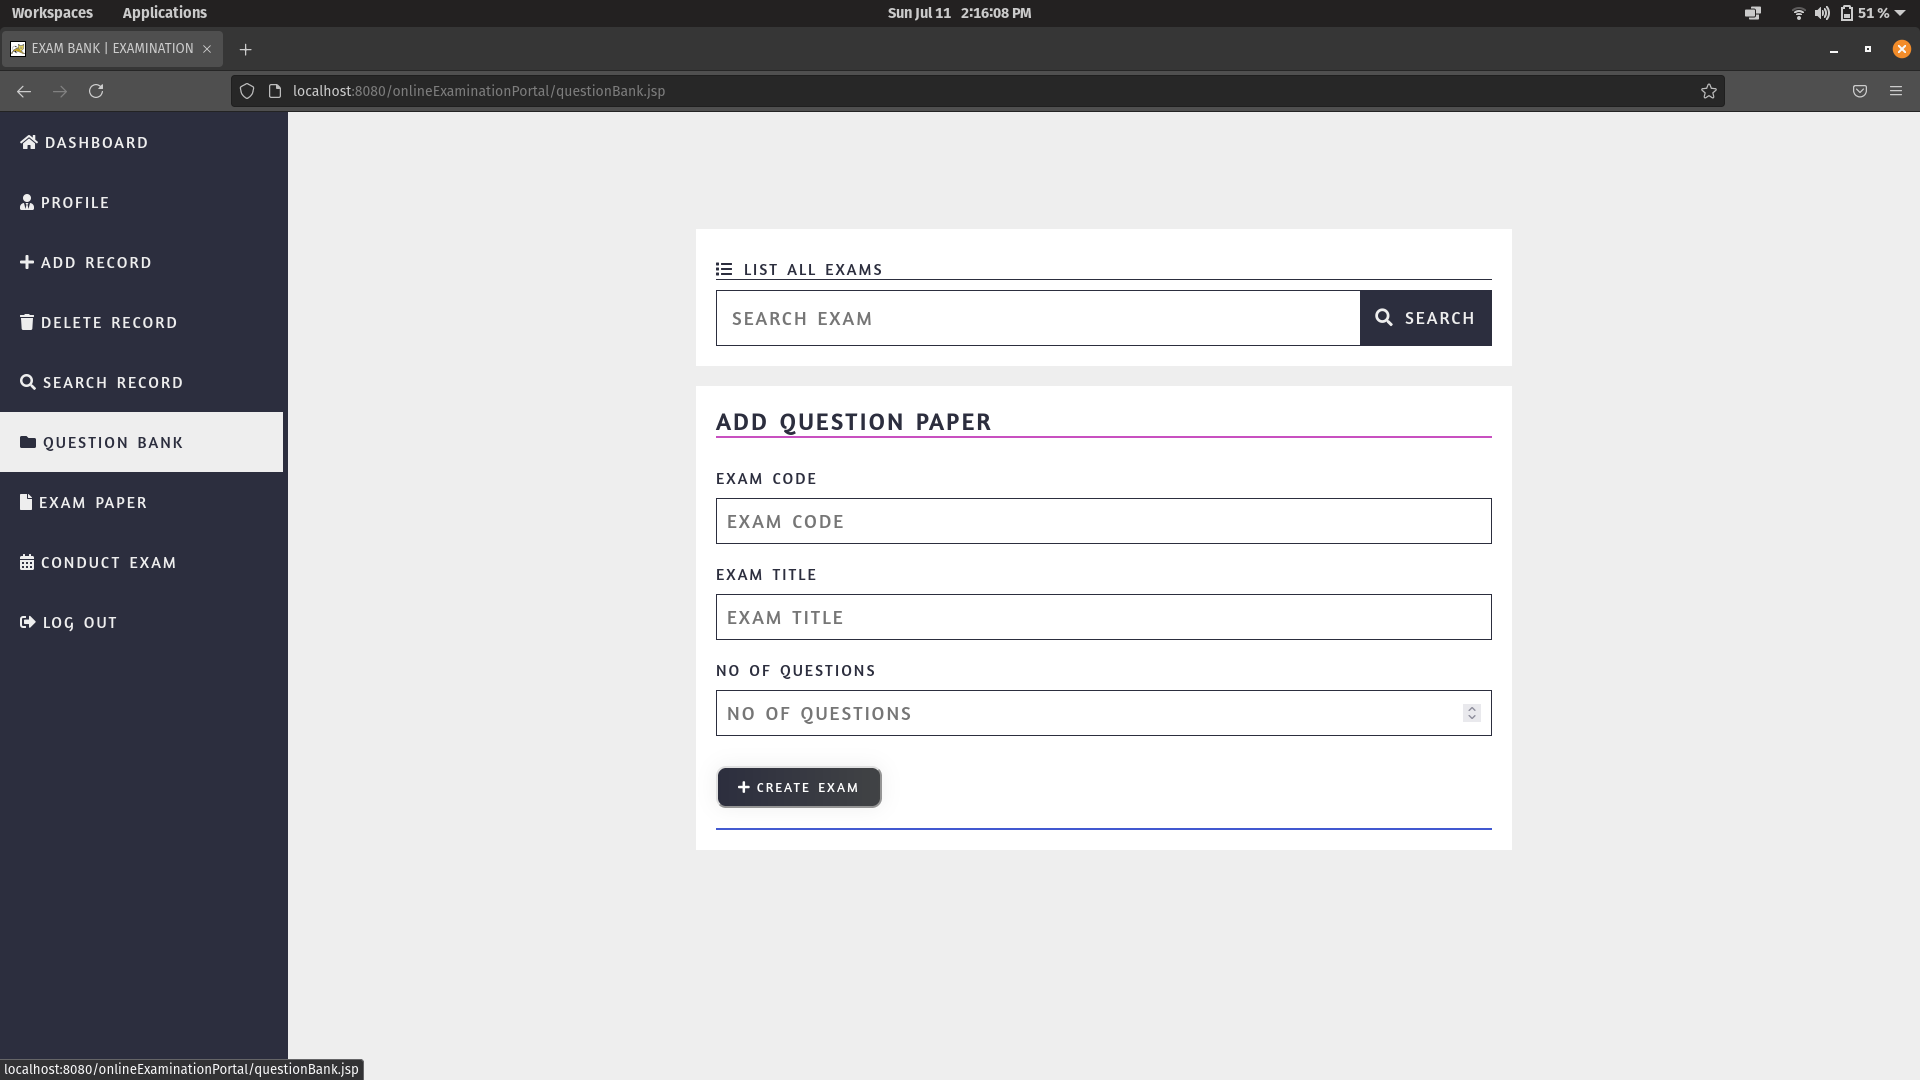 Workspaces Applications Sun Jul 11 2:16:08 PM 51 %
EXAM BANK | EXAMINATION
localhost:8080/onlineExaminationPortal/questionBank.jsp
DASHBOARD
PROFILE
ADD RECORD
DELETE RECORD
SEARCH RECORD
QUESTION BANK
EXAM PAPER
CONDUCT EXAM
LOG OUT
LIST ALL EXAMS
SEARCH EXAM SEARCH
ADD QUESTION PAPER
EXAM CODE
EXAM CODE
EXAM TITLE
EXAM TITLE
NO OF QUESTIONS
NO OF QUESTIONS
CREATE EXAM
localhost:8080/onlineExaminationPortal/questionBank.jsp